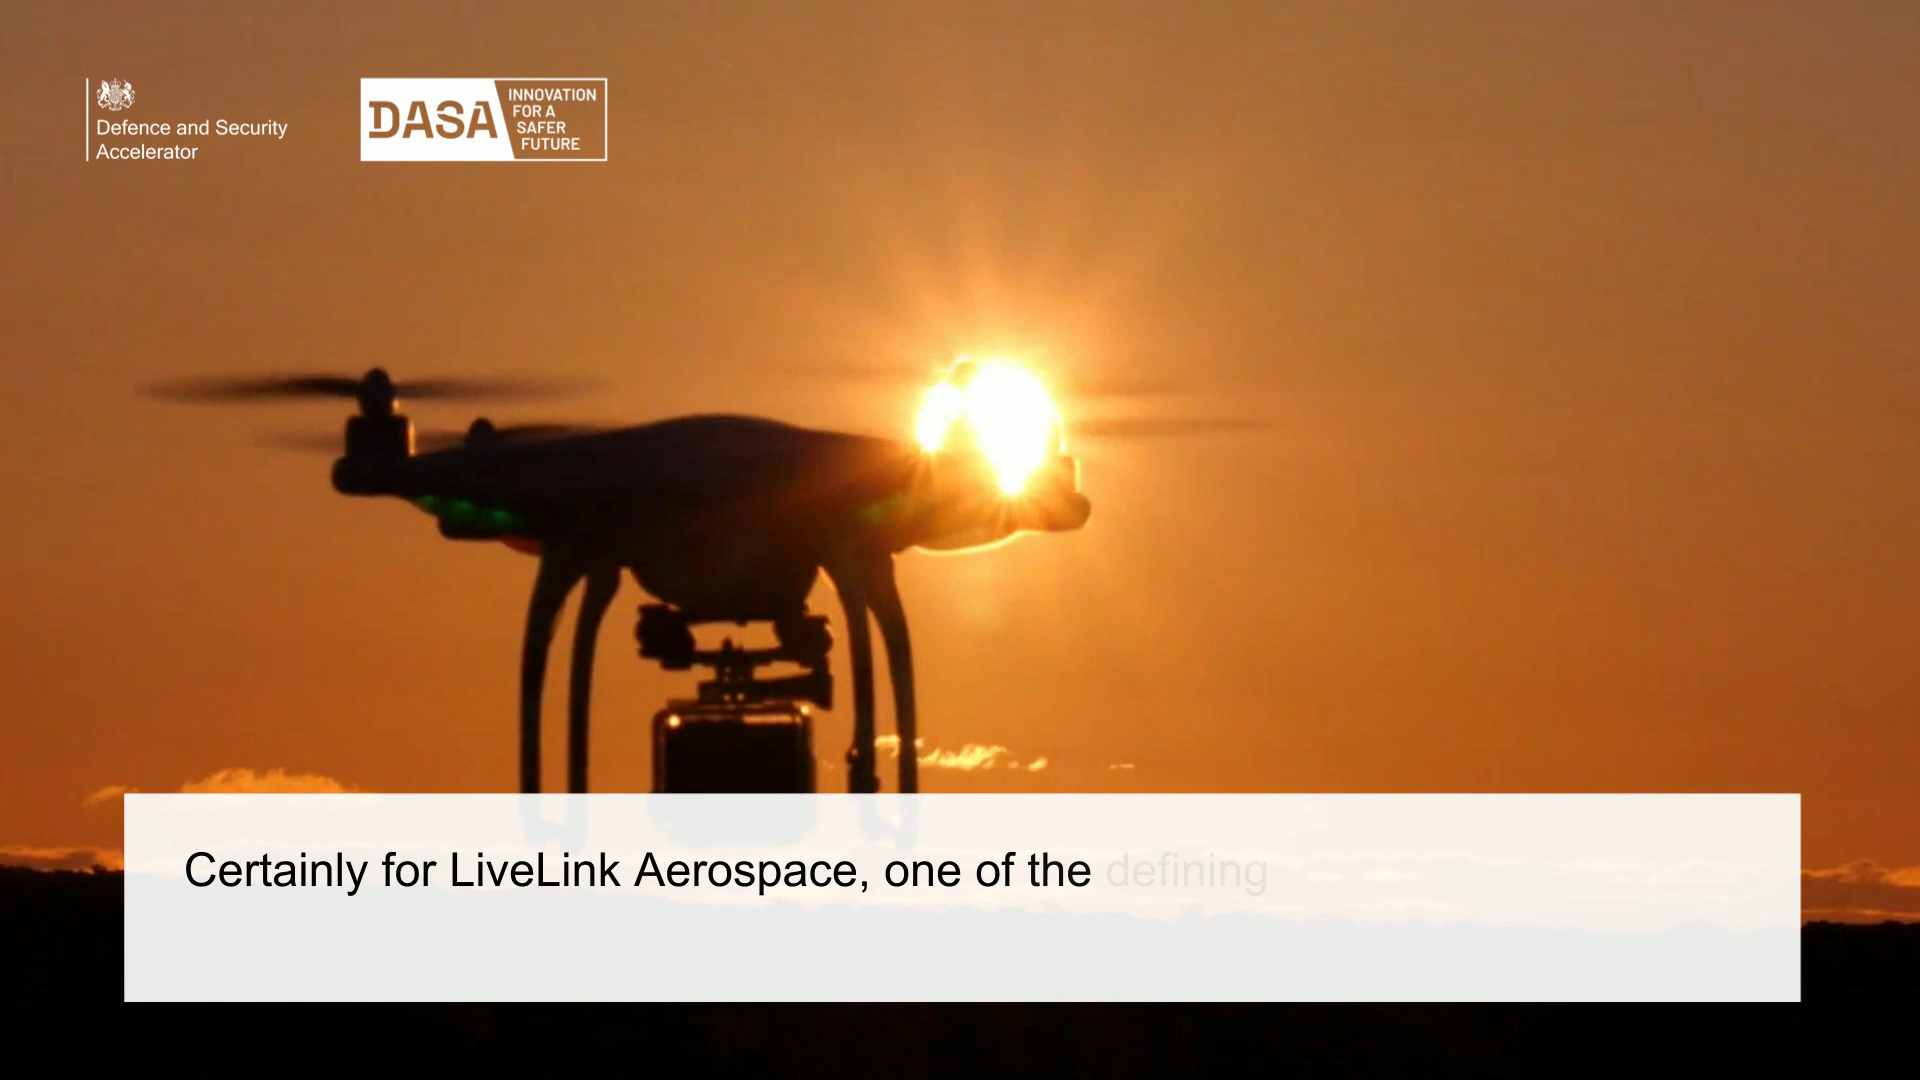 Defence and Security
Accelerator
DASA
INNOVATION
FOR A
SAFER
FUTURE
Certainly for LiveLink Aerospace, one of the defining